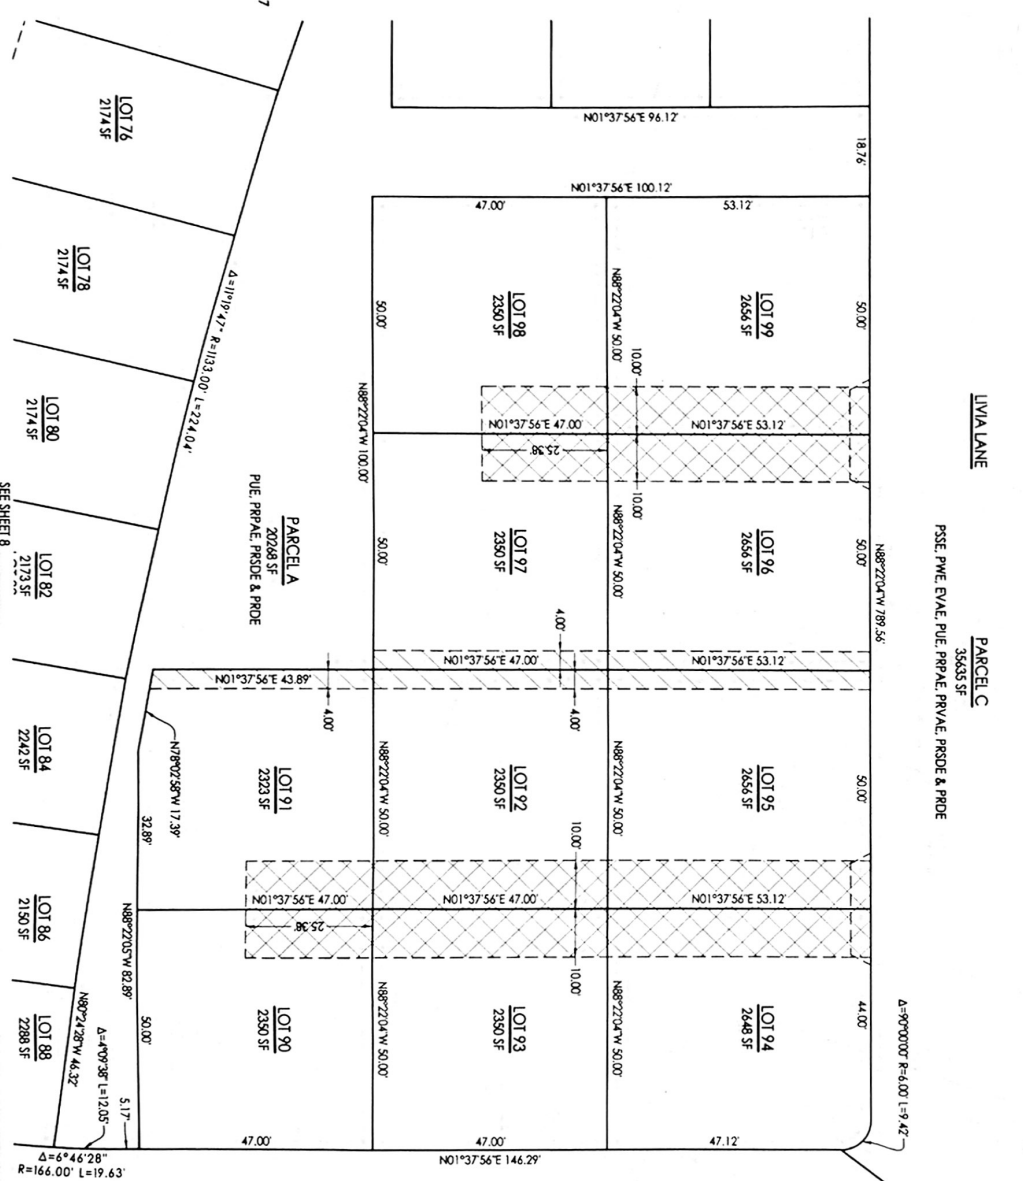 LIVIA LANE
PARCEL C
35635 SF
PSSE, PWE, EVAE, PUE, PRPAE, PRVAE, PRSDE & PRDE
N88°22'04"W 789.56'
N01°37'56"E 96.12'
18.76'
N01°37'56"E 100.12'
47.00'
53.12'
50.00'
LOT 99
2656 SF
50.00'
LOT 98
2350 SF
N88°22'04"W 50.00'
50.00'
10.00'
N01°37'56"E 47.00'
N01°37'56"E 53.12'
25.38'
10.00'
N88°22'04"W 100.00'
LOT 96
2656 SF
50.00'
LOT 97
2350 SF
N88°22'04"W 50.00'
50.00'
4.00'
N01°37'56"E 47.00'
N01°37'56"E 53.12'
N01°37'56"E 43.89'
4.00'
4.00'
LOT 95
2656 SF
N88°22'04"W 50.00'
LOT 92
2350 SF
N88°22'04"W 50.00'
LOT 91
2323 SF
N78°02'58"W 17.39'
32.89'
10.00'
N01°37'56"E 47.00'
N01°37'56"E 47.00'
N01°37'56"E 53.12'
25.38'
10.00'
LOT 94
2648 SF
44.00'
Δ=90°00'00" R=6.00' L=9.42'
N88°22'04"W 50.00'
LOT 93
2350 SF
N88°22'04"W 50.00'
LOT 90
2350 SF
50.00'
N88°22'05"W 82.89'
5.17'
47.00'
47.00'
47.12'
N01°37'56"E 146.29'
PARCEL A
20268 SF
PUE, PRPAE, PRSDE & PRDE
Δ=11°19'47" R=1133.00' L=224.04'
LOT 76
2174 SF
LOT 78
2174 SF
LOT 80
2174 SF
LOT 82
2173 SF
LOT 84
2242 SF
LOT 86
2150 SF
LOT 88
2288 SF
N80°24'28"W 46.32'
Δ=4°09'38" L=12.05'
Δ=6°46'28"
R=166.00' L=19.63'
SEE SHEET 8